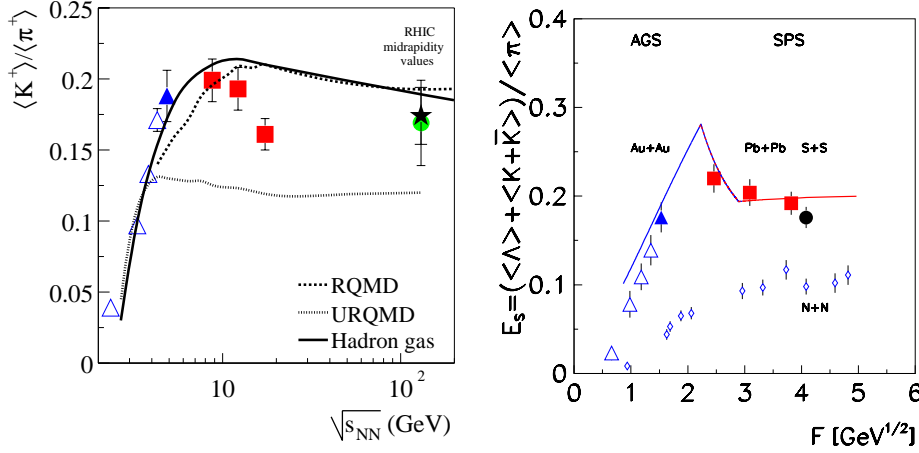 ⟨K⁺⟩/⟨π⁺⟩
0.25
0.2
0.15
0.1
0.05
0
RHIC
midrapidity
values
RQMD
URQMD
Hadron gas
10
10²
√s_NN (GeV)
E_s=(<Λ>+<K+K̅>)/<π>
0.4
0.3
0.2
0.1
0
AGS
SPS
Au+Au
Pb+Pb
S+S
N+N
0 1 2 3 4 5 6
F [GeV^1/2]